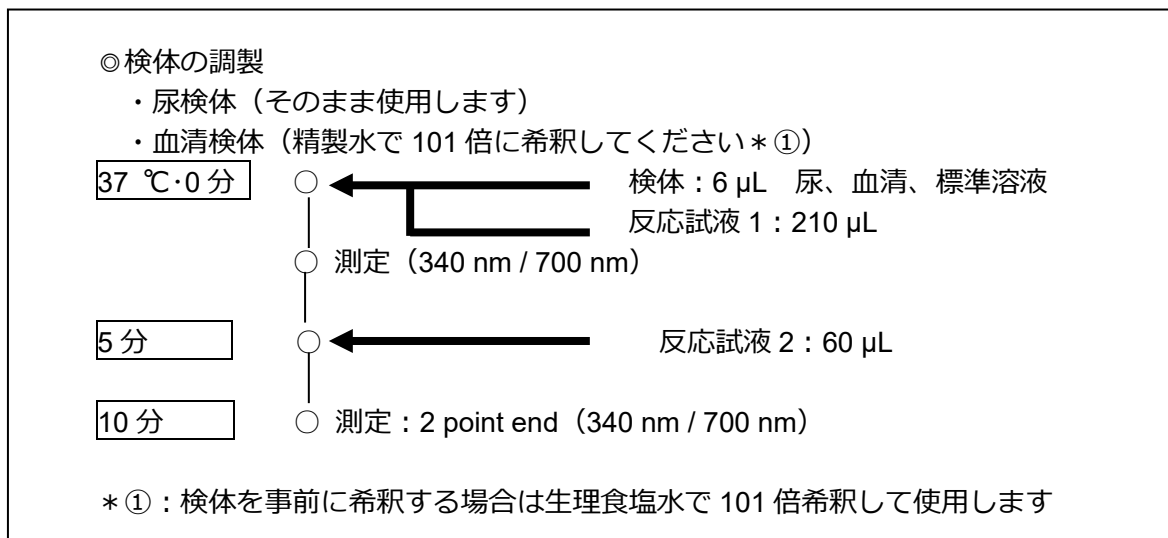 ◎検体の調製
・尿検体（そのまま使用します）
・血清検体（精製水で 101 倍に希釈してください＊①）
37 ℃·0 分
検体：6 µL 尿、血清、標準溶液
反応試液 1：210 µL
測定（340 nm / 700 nm）
5 分
反応試液 2：60 µL
10 分
測定：2 point end（340 nm / 700 nm）
＊①：検体を事前に希釈する場合は生理食塩水で 101 倍希釈して使用します